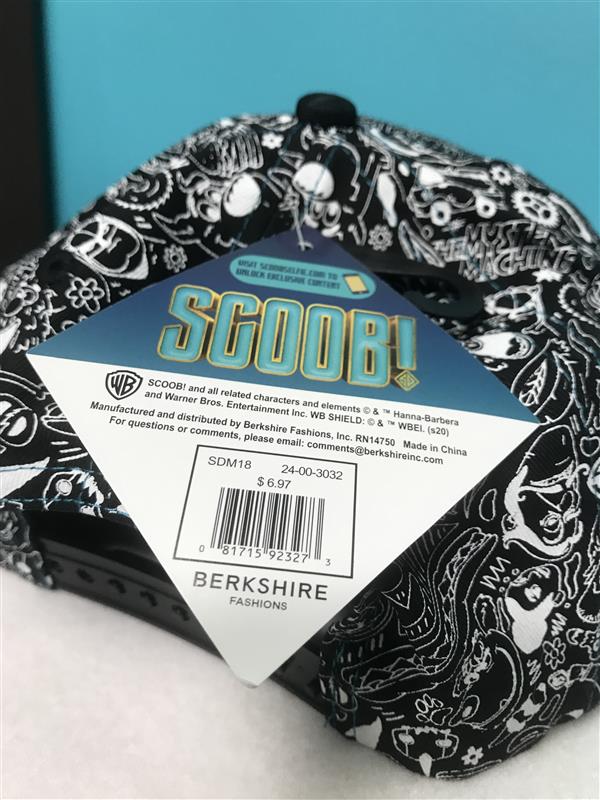 VISIT SCOOBSELFIE.COM TO
UNLOCK EXCLUSIVE CONTENT
SCOOB!
WB
SCOOB! and all related characters and elements © & ™ Hanna-Barbera
and Warner Bros. Entertainment Inc. WB SHIELD: © & ™ WBEI. (s20)
Manufactured and distributed by Berkshire Fashions, Inc. RN14750 Made in China
For questions or comments, please email: comments@berkshireinc.com
SDM18 24-00-3032
$ 6.97
0 81715 92327 3
BERKSHIRE
FASHIONS
MYSTERY
MACHINE